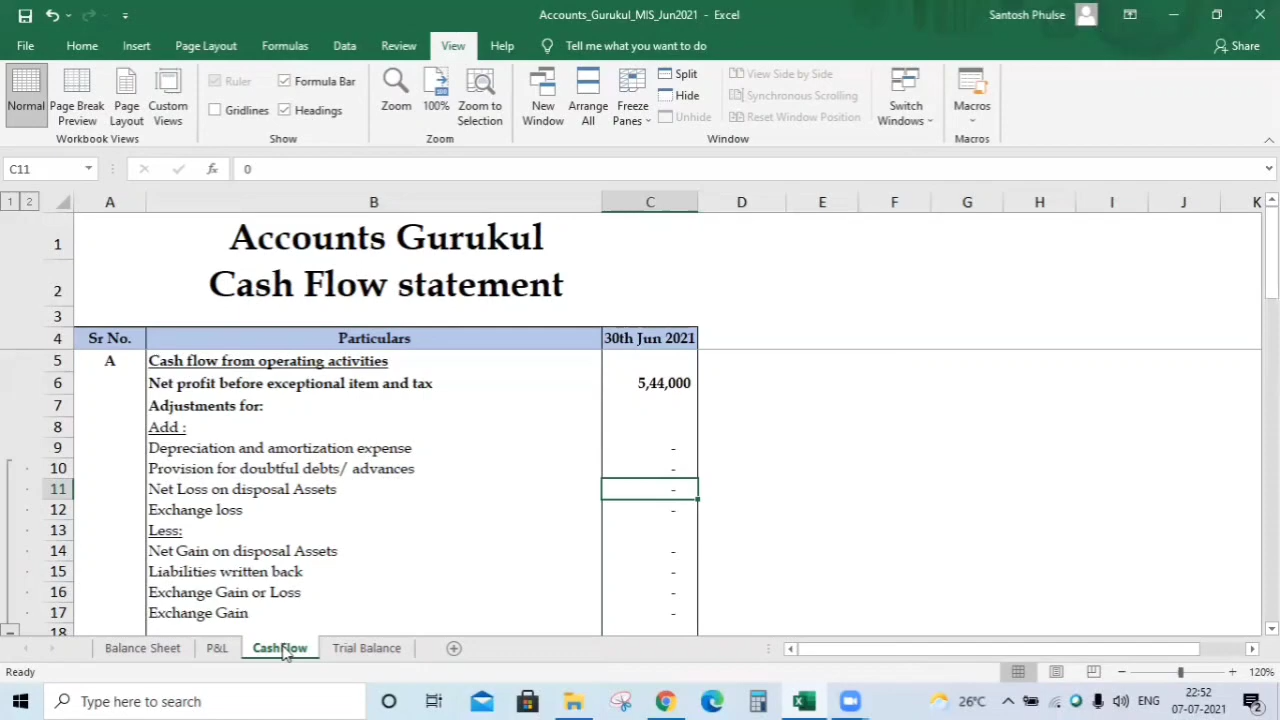 Accounts_Gurukul_MIS_Jun2021 - Excel
Santosh Phulse
File Home Insert Page Layout Formulas Data Review View Help Tell me what you want to do Share
Normal
Page Break Preview
Page Layout
Custom Views
Workbook Views
Ruler
Formula Bar
Gridlines
Headings
Show
Zoom
100%
Zoom to Selection
Zoom
New Window
Arrange All
Freeze Panes
Split
Hide
Unhide
View Side by Side
Synchronous Scrolling
Reset Window Position
Window
Switch Windows
Macros
Macros
C11 fx 0
1 2 A B C D E F G H I J K
1 Accounts Gurukul
2 Cash Flow statement
3
4 Sr No. Particulars 30th Jun 2021
5 A Cash flow from operating activities
6 Net profit before exceptional item and tax 5,44,000
7 Adjustments for:
8 Add :
9 Depreciation and amortization expense -
10 Provision for doubtful debts/ advances -
11 Net Loss on disposal Assets -
12 Exchange loss -
13 Less:
14 Net Gain on disposal Assets -
15 Liabilities written back -
16 Exchange Gain or Loss -
17 Exchange Gain -
18
Balance Sheet P&L CashFlow Trial Balance
Ready 120%
Type here to search 26°C ENG 22:52
07-07-2021 2